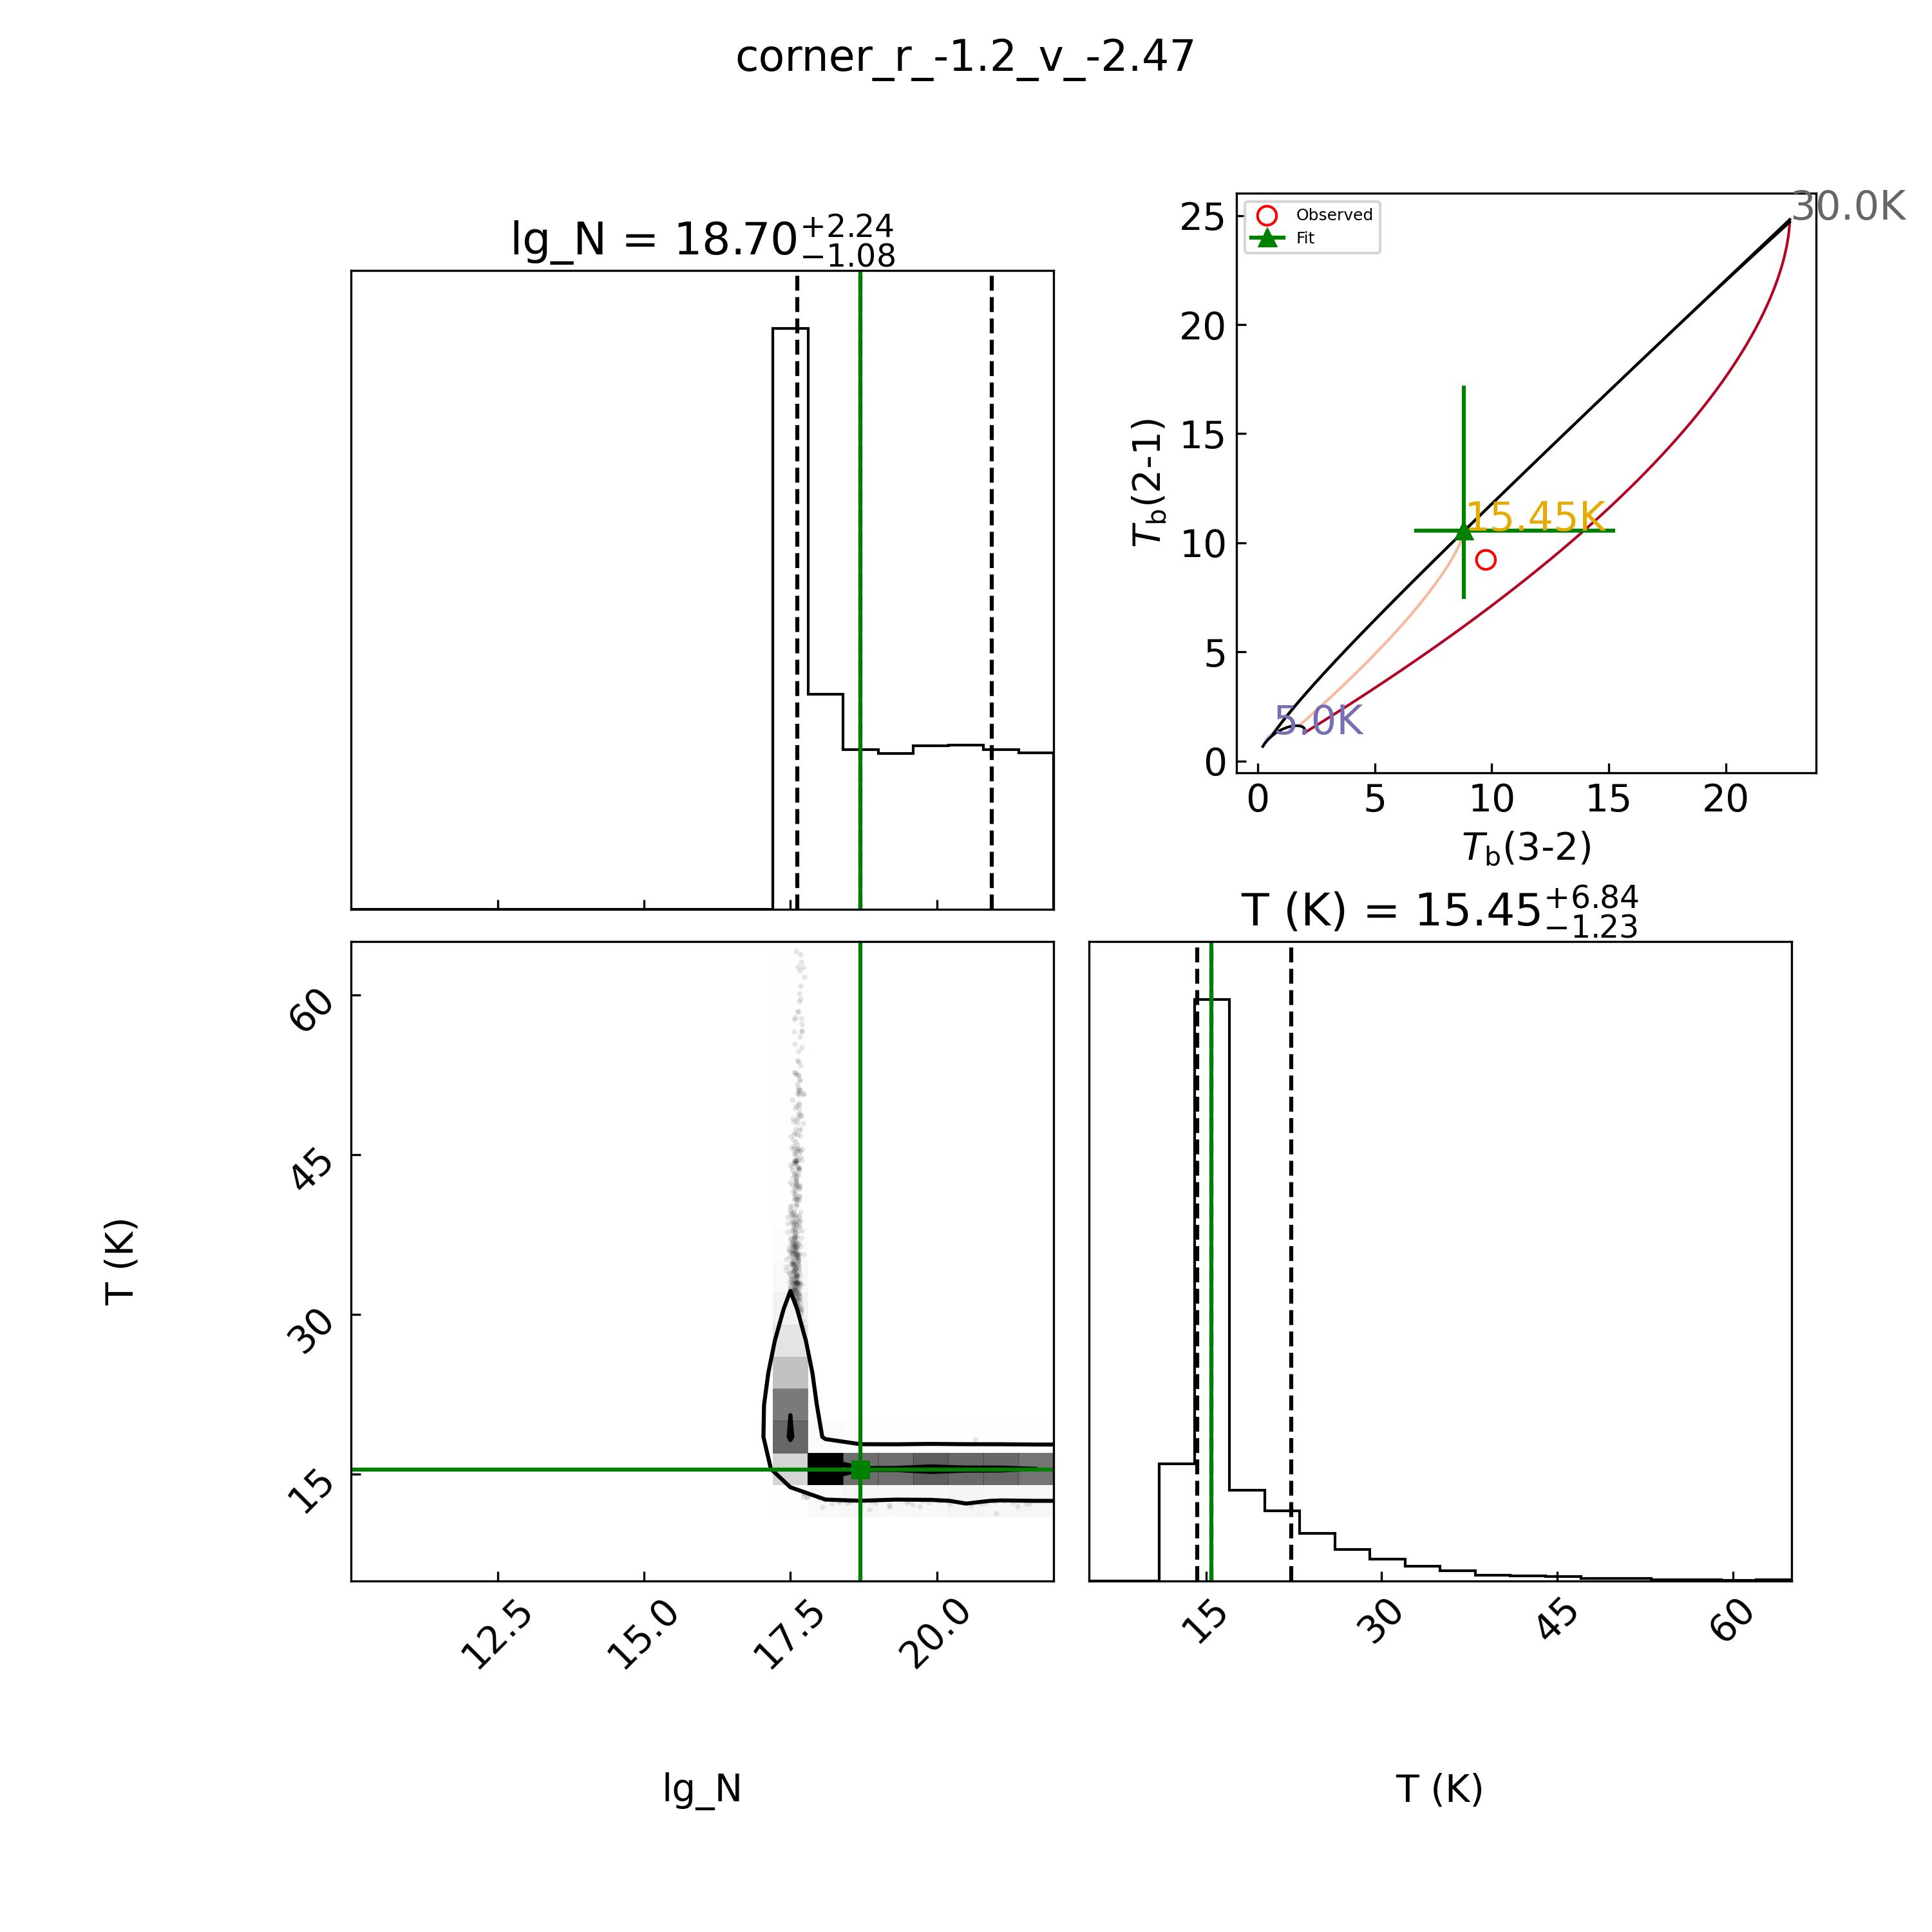 corner_r_-1.2_v_-2.47
lg_N = 18.70 +2.24 −1.08
30.0K
25
20
15
10
5
0
T_b(2-1)
Observed
Fit
15.45K
5.0K
0 5 10 15 20
T_b(3-2)
T (K) = 15.45 +6.84 −1.23
60
45
30
15
T (K)
12.5 15.0 17.5 20.0
lg_N
15 30 45 60
T (K)